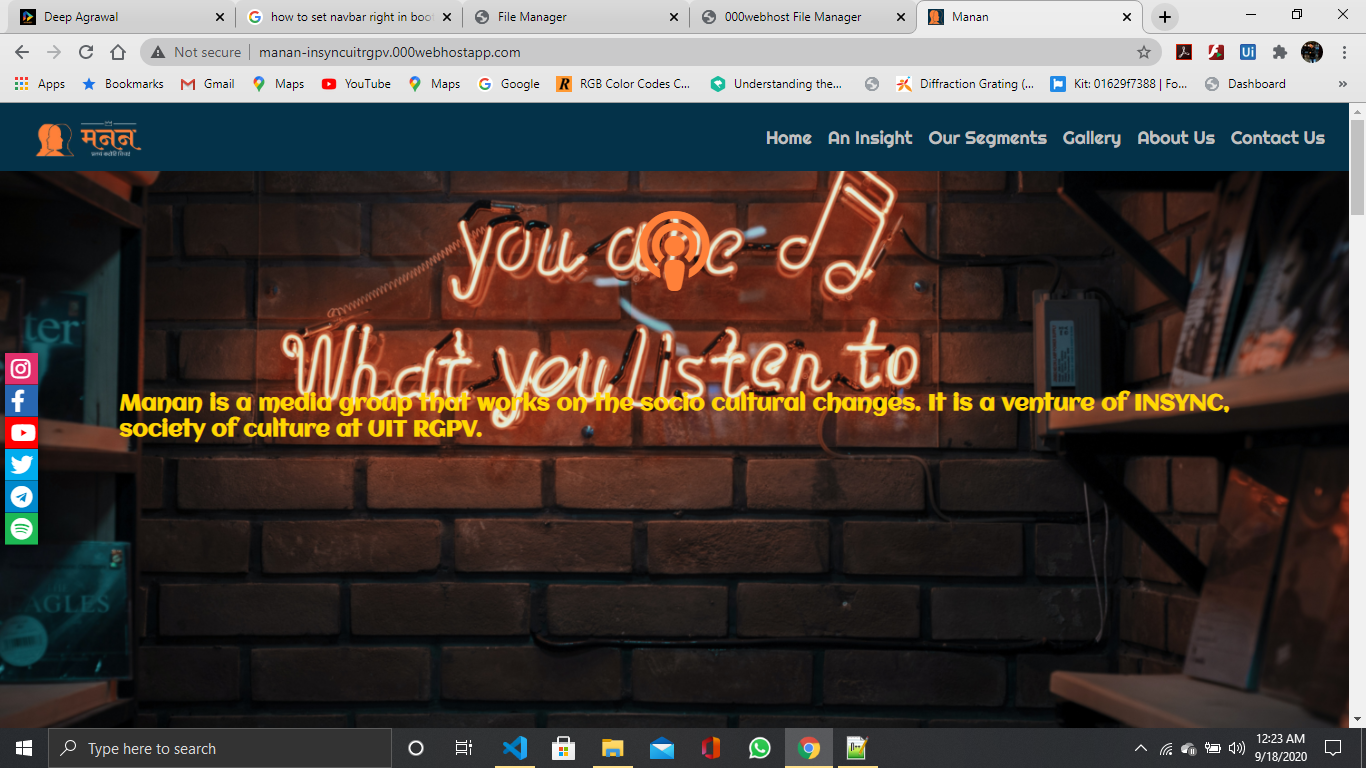 Deep Agrawal
how to set navbar right in boot
File Manager
000webhost File Manager
Manan
Not secure
manan-insyncuitrgpv.000webhostapp.com
Apps
Bookmarks
Gmail
Maps
YouTube
Maps
Google
RGB Color Codes C...
Understanding the...
Diffraction Grating (...
Kit: 01629f7388 | Fo...
Dashboard
मनन
Home
An Insight
Our Segments
Gallery
About Us
Contact Us
you are
What you listen to
Manan is a media group that works on the socio cultural changes. It is a venture of INSYNC,
society of culture at UIT RGPV.
EAGLES
Type here to search
12:23 AM
9/18/2020